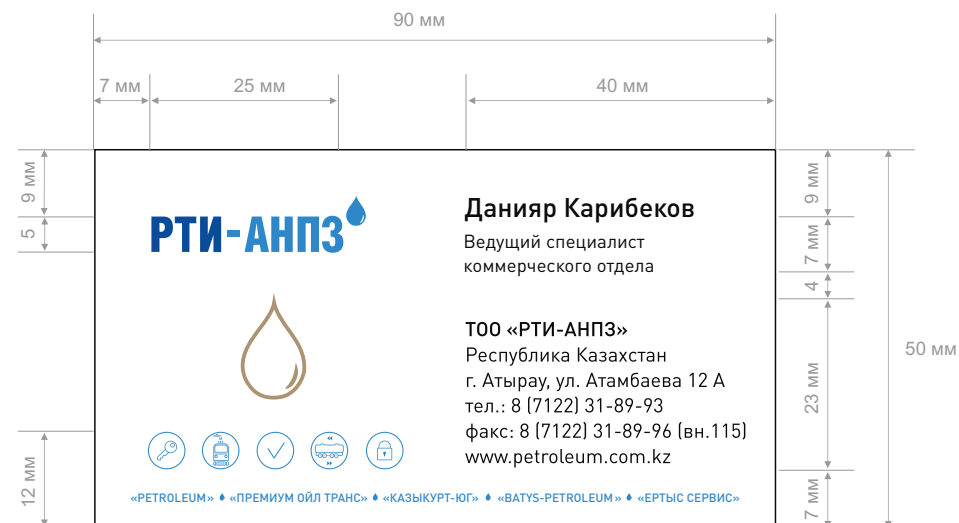 90 мм
7 мм
25 мм
40 мм
9 мм
5
12 мм
РТИ-АНПЗ
Данияр Карибеков
Ведущий специалист
коммерческого отдела
ТОО «РТИ-АНПЗ»
Республика Казахстан
г. Атырау, ул. Атамбаева 12 А
тел.: 8 (7122) 31-89-93
факс: 8 (7122) 31-89-96 (вн.115)
www.petroleum.com.kz
«PETROLEUM» «ПРЕМИУМ ОЙЛ ТРАНС» «КАЗЫКУРТ-ЮГ» «BATYS-PETROLEUM» «ЕРТЫС СЕРВИС»
9 мм
7 мм
4
23 мм
7 мм
50 мм